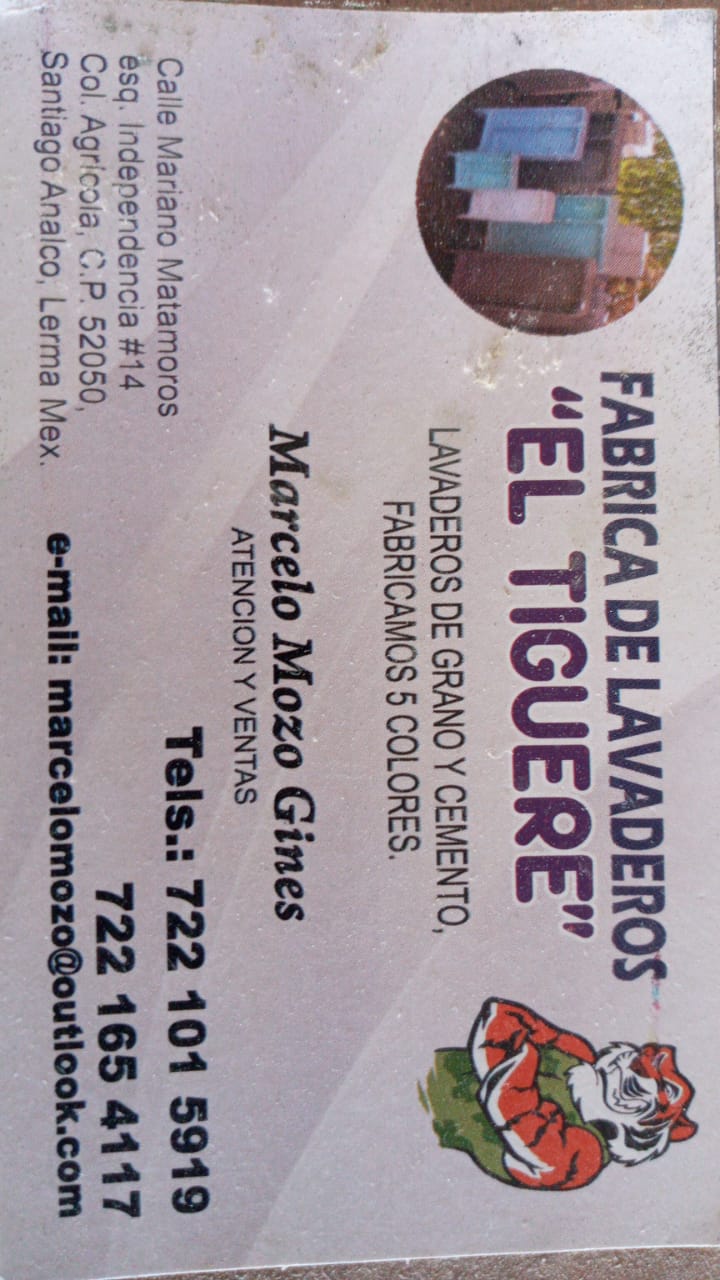 FABRICA DE LAVADEROS
“EL TIGUERE”
LAVADEROS DE GRANO Y CEMENTO,
FABRICAMOS 5 COLORES.
Marcelo Mozo Gines
ATENCION Y VENTAS
Calle Mariano Matamoros
esq. Independencia #14
Col. Agrícola, C.P. 52050,
Santiago Analco, Lerma Mex.
Tels.: 722 101 5919
722 165 4117
e-mail: marcelomozo@outlook.com